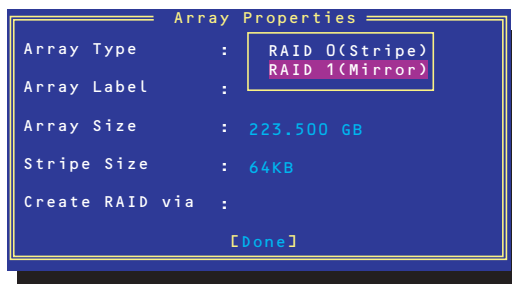 Array Properties
Array Type : RAID 0(Stripe)
RAID 1(Mirror)
Array Label :
Array Size : 223.500 GB
Stripe Size : 64KB
Create RAID via :
[Done]